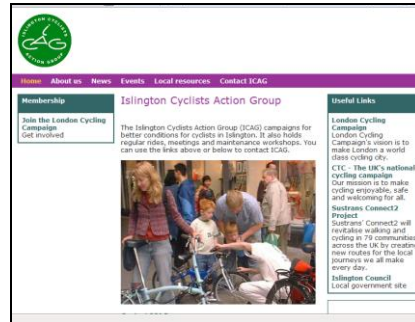 ISLINGTON CYCLISTS
CAG
ACTION GROUP
Home About us News Events Local resources Contact ICAG
Membership
Join the London Cycling
Campaign
Get involved
Islington Cyclists Action Group
The Islington Cyclists Action Group (ICAG) campaigns for
better conditions for cyclists in Islington. It also holds
regular rides, meetings and maintenance workshops. You
can use the links above or below to contact ICAG.
Useful Links
London Cycling
Campaign
London Cycling
Campaign's vision is to
make London a world
class cycling city.
CTC - The UK's national
cycling campaign
Our mission is to make
cycling enjoyable, safe
and welcoming for all.
Sustrans Connect2
Project
Sustrans' Connect2 will
revitalise walking and
cycling in 79 communities
across the UK by creating
new routes for the local
journeys we all make
every day.
Islington Council
Local government site